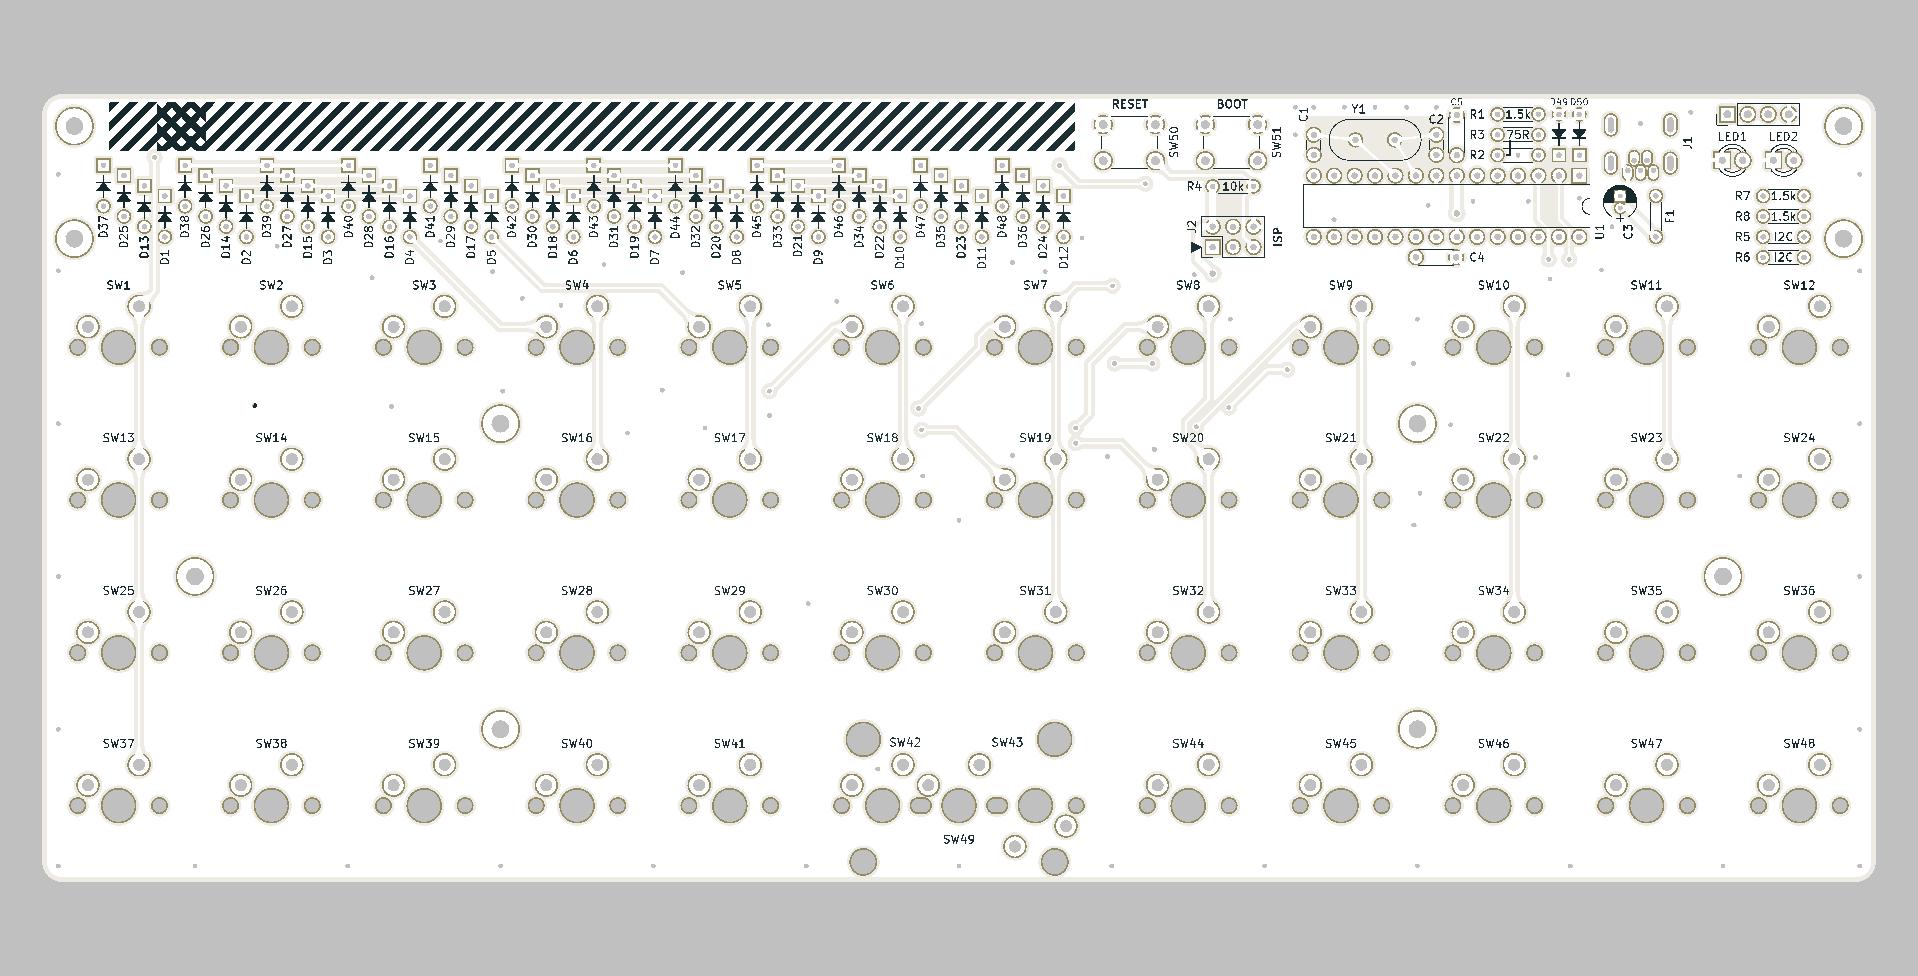 RESET BOOT
C1 Y1 C2 C5 R1 1.5k D49 D50
R3 75R
R2
SW50 SW51 J1
LED1 LED2
R4 10k
R7 1.5k
R8 1.5k
R5 I2C
R6 I2C
J2 ISP
U1 C3 + F1
C4
D37 D25 D13 D1 D38 D26 D14 D2 D39 D27 D15 D3 D40 D28 D16 D4 D41 D29 D17 D5 D42 D30 D18 D6 D43 D31 D19 D7 D44 D32 D20 D8 D45 D33 D21 D9 D46 D34 D22 D10 D47 D35 D23 D11 D48 D36 D24 D12
SW1 SW2 SW3 SW4 SW5 SW6 SW7 SW8 SW9 SW10 SW11 SW12
SW13 SW14 SW15 SW16 SW17 SW18 SW19 SW20 SW21 SW22 SW23 SW24
SW25 SW26 SW27 SW28 SW29 SW30 SW31 SW32 SW33 SW34 SW35 SW36
SW37 SW38 SW39 SW40 SW41 SW42 SW43 SW44 SW45 SW46 SW47 SW48
SW49